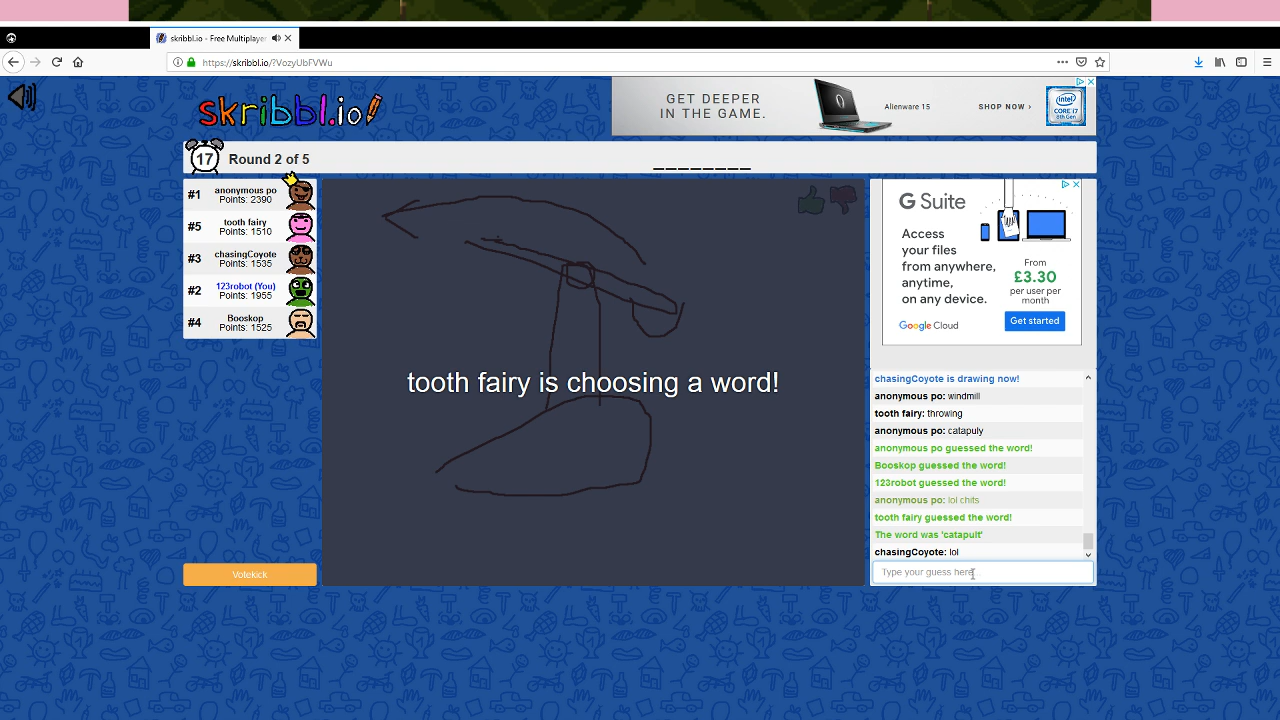 skribbl.io - Free Multiplayer
https://skribbl.io/?VozyUbFVWu
skribbl.io
GET DEEPER
IN THE GAME.
Alienware 15
SHOP NOW ›
intel
CORE i7
8th Gen
17
Round 2 of 5
________
#1
anonymous po
Points: 2390
#5
tooth fairy
Points: 1510
#3
chasingCoyote
Points: 1535
#2
123robot (You)
Points: 1955
#4
Booskop
Points: 1525
Votekick
tooth fairy is choosing a word!
G Suite
Access
your files
from anywhere,
anytime,
on any device.
From
£3.30
per user per
month
Google Cloud
Get started
chasingCoyote is drawing now!
anonymous po: windmill
tooth fairy: throwing
anonymous po: catapuly
anonymous po guessed the word!
Booskop guessed the word!
123robot guessed the word!
anonymous po: lol chits
tooth fairy guessed the word!
The word was 'catapult'
chasingCoyote: lol
Type your guess here